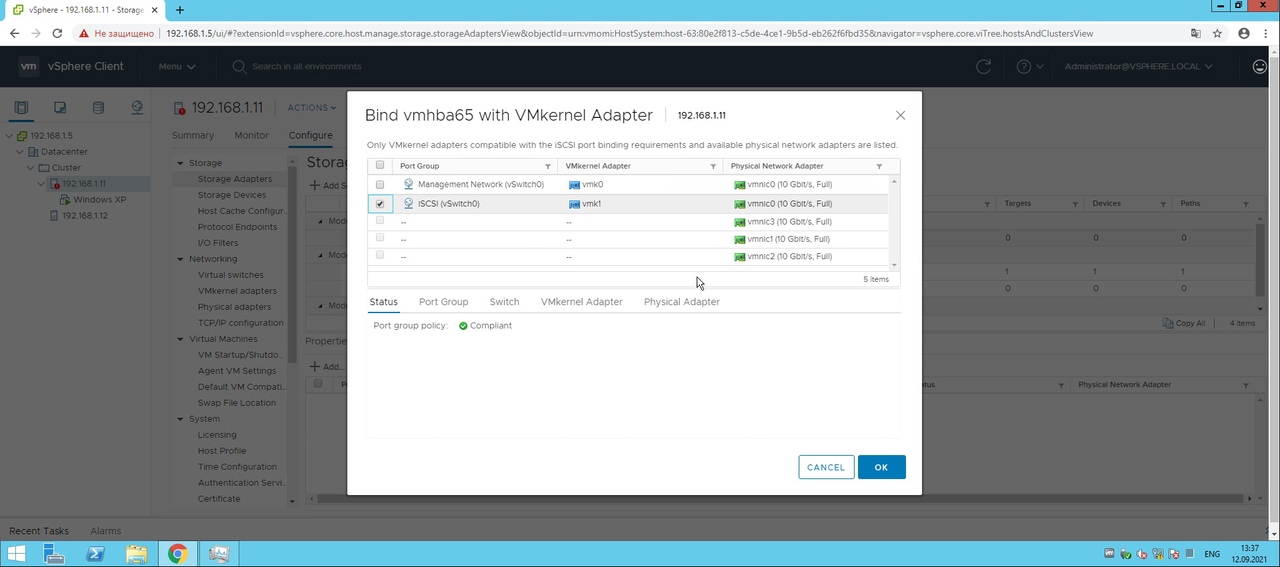 vSphere - 192.168.1.11 - Storag
Не защищено
192.168.1.5/ui/#?extensionId=vsphere.core.host.manage.storage.storageAdaptersView&objectId=urn:vmomi:HostSystem:host-63:80e2f813-c5de-4ce1-9b5d-eb262f6fbd35&navigator=vsphere.core.viTree.hostsAndClustersView
vm vSphere Client Menu Search in all environments Administrator@VSPHERE.LOCAL
192.168.1.11 ACTIONS
Summary Monitor Configure
192.168.1.5
Datacenter
Cluster
192.168.1.11
Windows XP
192.168.1.12
Storage
Storage Adapters
Storage Devices
Host Cache Configur...
Protocol Endpoints
I/O Filters
Networking
Virtual switches
VMkernel adapters
Physical adapters
TCP/IP configuration
Virtual Machines
VM Startup/Shutdo...
Agent VM Settings
Default VM Compati...
Swap File Location
System
Licensing
Host Profile
Time Configuration
Authentication Servi...
Certificate
Bind vmhba65 with VMkernel Adapter 192.168.1.11
Only VMkernel adapters compatible with the iSCSI port binding requirements and available physical network adapters are listed.
Port Group VMkernel Adapter Physical Network Adapter
Management Network (vSwitch0) vmk0 vmnic0 (10 Gbit/s, Full)
iSCSI (vSwitch0) vmk1 vmnic0 (10 Gbit/s, Full)
-- -- vmnic3 (10 Gbit/s, Full)
-- -- vmnic1 (10 Gbit/s, Full)
-- -- vmnic2 (10 Gbit/s, Full)
5 items
Status Port Group Switch VMkernel Adapter Physical Adapter
Port group policy: Compliant
CANCEL OK
Targets Devices Paths
0 0 0
1 1 1
0 0 0
Copy All 4 items
Add...
Physical Network Adapter
Recent Tasks Alarms
ENG
13:37
12.09.2021